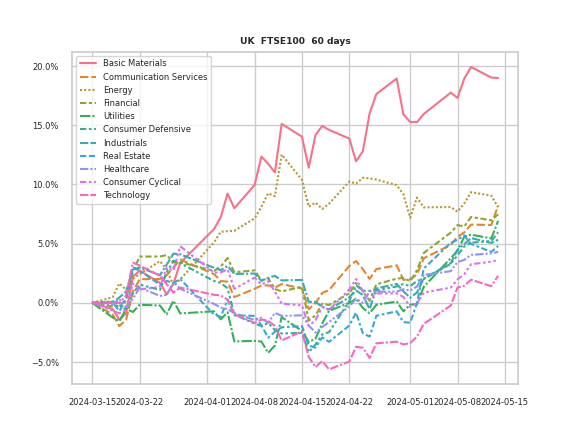 UK FTSE100 60 days
20.0%
15.0%
10.0%
5.0%
0.0%
−5.0%
Basic Materials
Communication Services
Energy
Financial
Utilities
Consumer Defensive
Industrials
Real Estate
Healthcare
Consumer Cyclical
Technology
2024-03-15 2024-03-22 2024-04-01 2024-04-08 2024-04-15 2024-04-22 2024-05-01 2024-05-08 2024-05-15